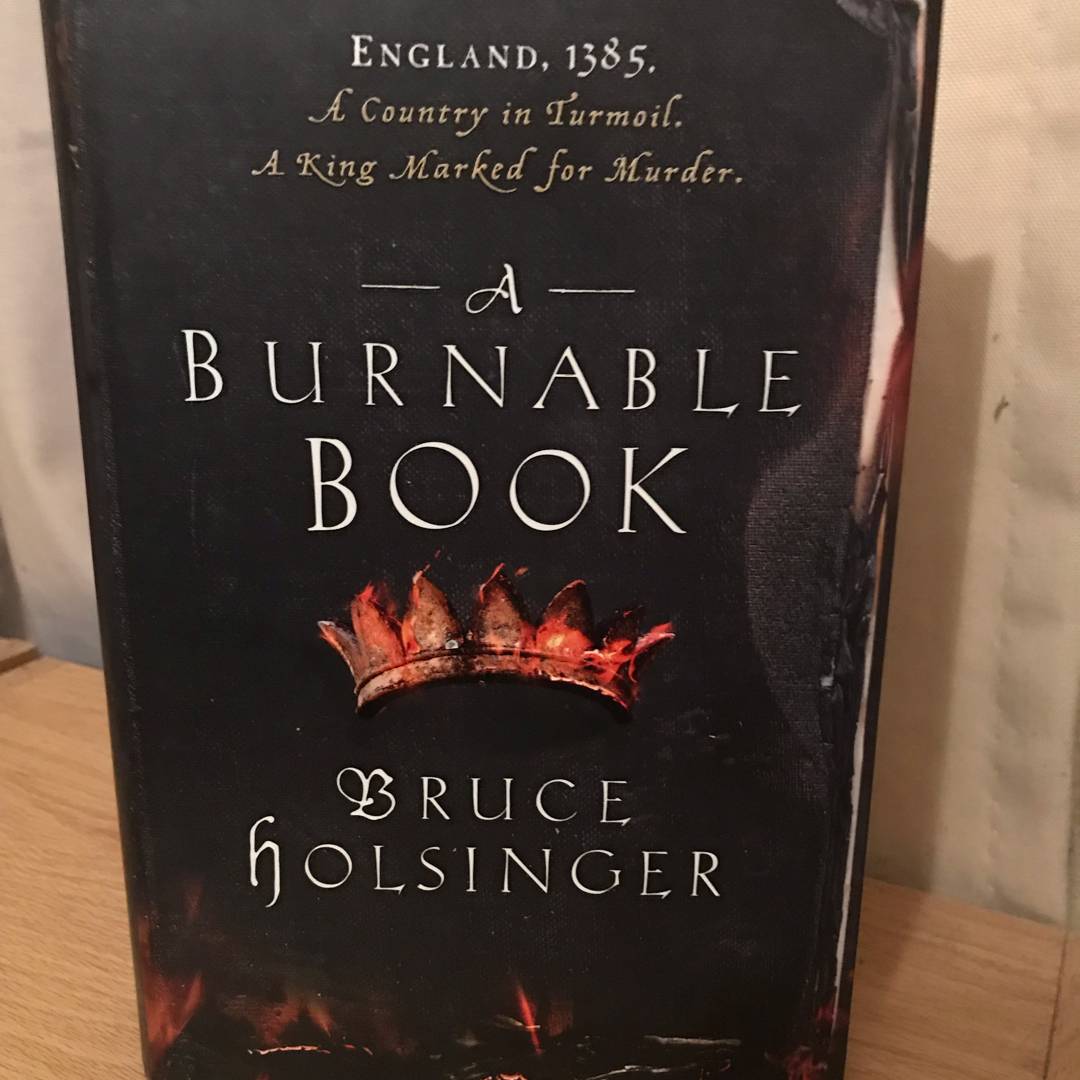 ENGLAND, 1385.
A Country in Turmoil.
A King Marked for Murder.
A
BURNABLE
BOOK
BRUCE
HOLSINGER